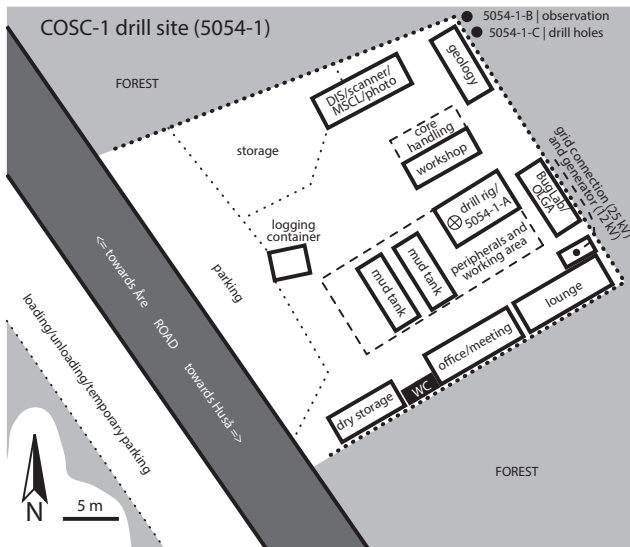 COSC-1 drill site (5054-1)
5054-1-B | observation
5054-1-C | drill holes
FOREST
DIS/scanner/
MSCL/photo
geology
storage
core
handling
workshop
grid connection (25 kV)
and generator (12 kV)
drill rig/
5054-1-A
BugLab/
OLGA
logging
container
peripherals and
working area
mud tank
mud tank
parking
<= towards Åre ROAD towards Huså =>
lounge
office/meeting
WC
dry storage
loading/unloading/temporary parking
FOREST
N
5 m